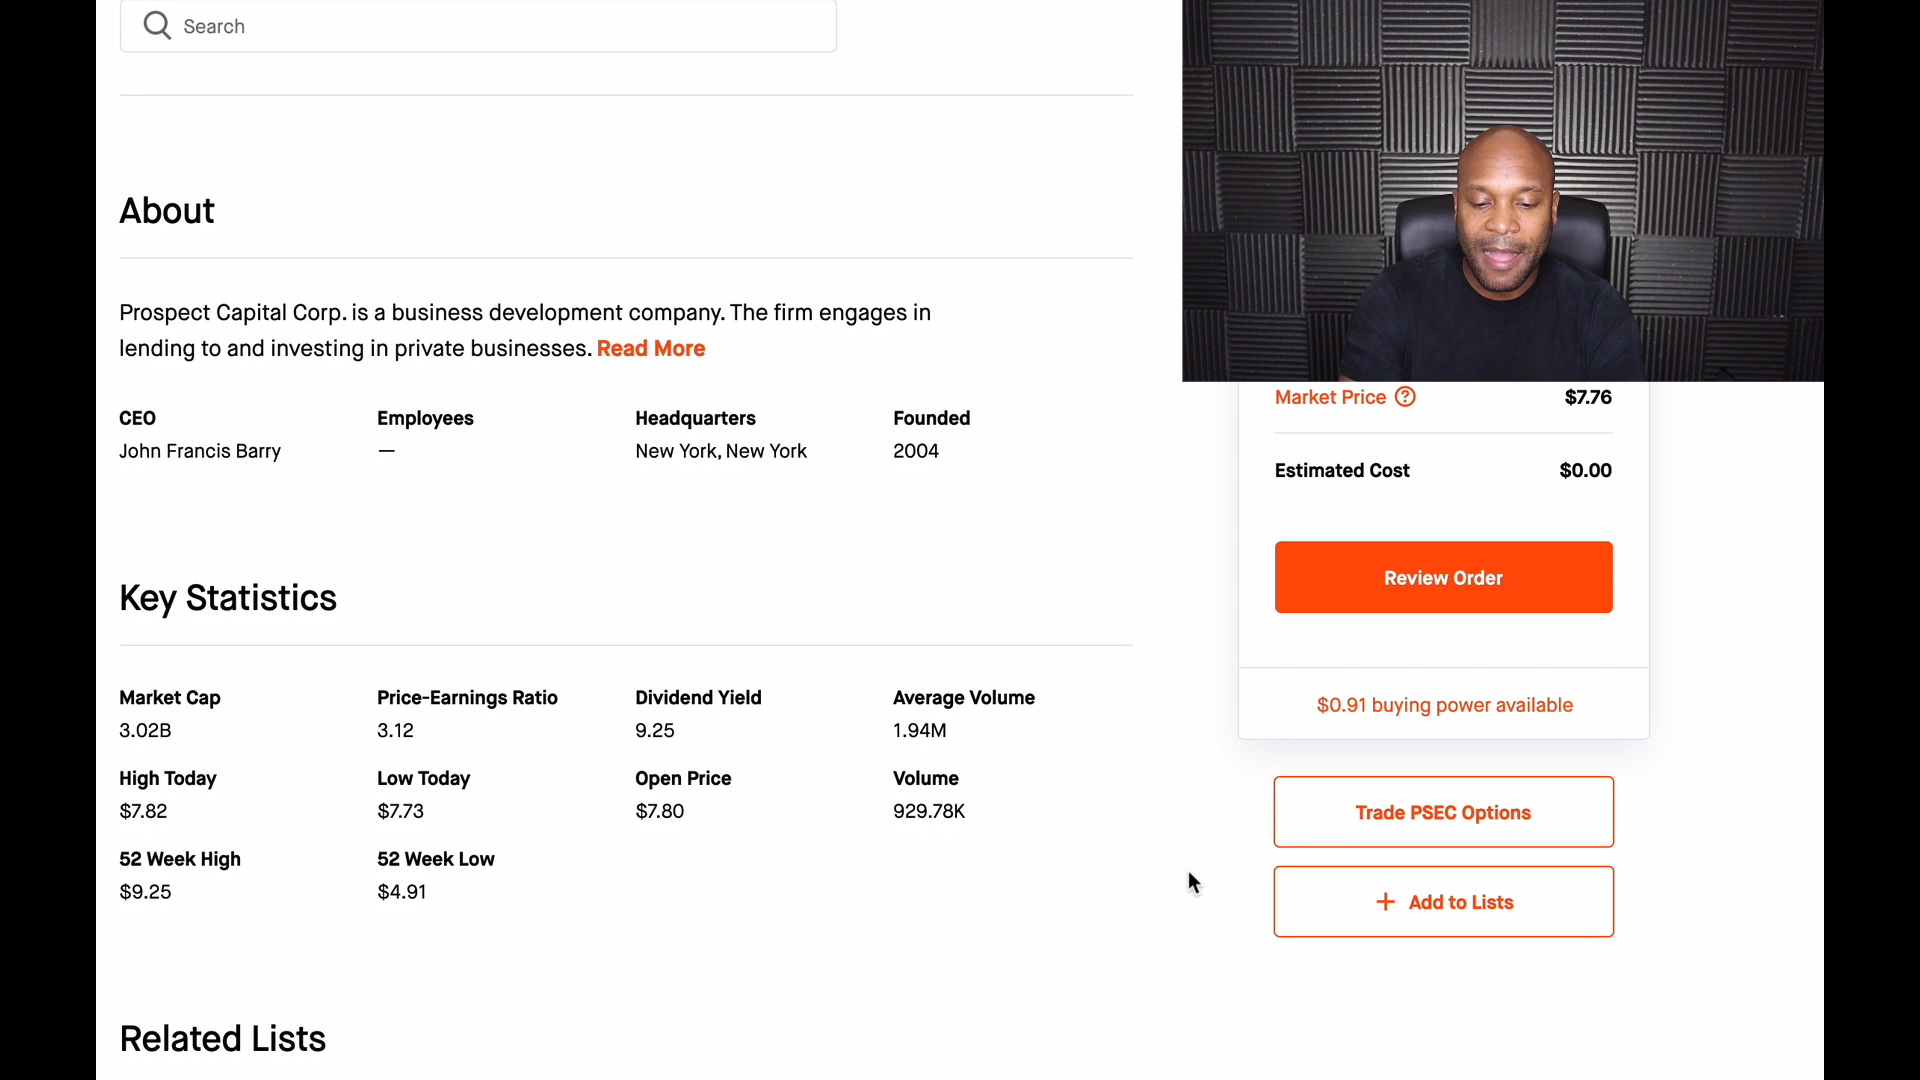 Search
About
Prospect Capital Corp. is a business development company. The firm engages in
lending to and investing in private businesses. Read More
CEO Employees Headquarters Founded
John Francis Barry — New York, New York 2004
Key Statistics
Market Cap Price-Earnings Ratio Dividend Yield Average Volume
3.02B 3.12 9.25 1.94M
High Today Low Today Open Price Volume
$7.82 $7.73 $7.80 929.78K
52 Week High 52 Week Low
$9.25 $4.91
Related Lists
Market Price ? $7.76
Estimated Cost $0.00
Review Order
$0.91 buying power available
Trade PSEC Options
+ Add to Lists